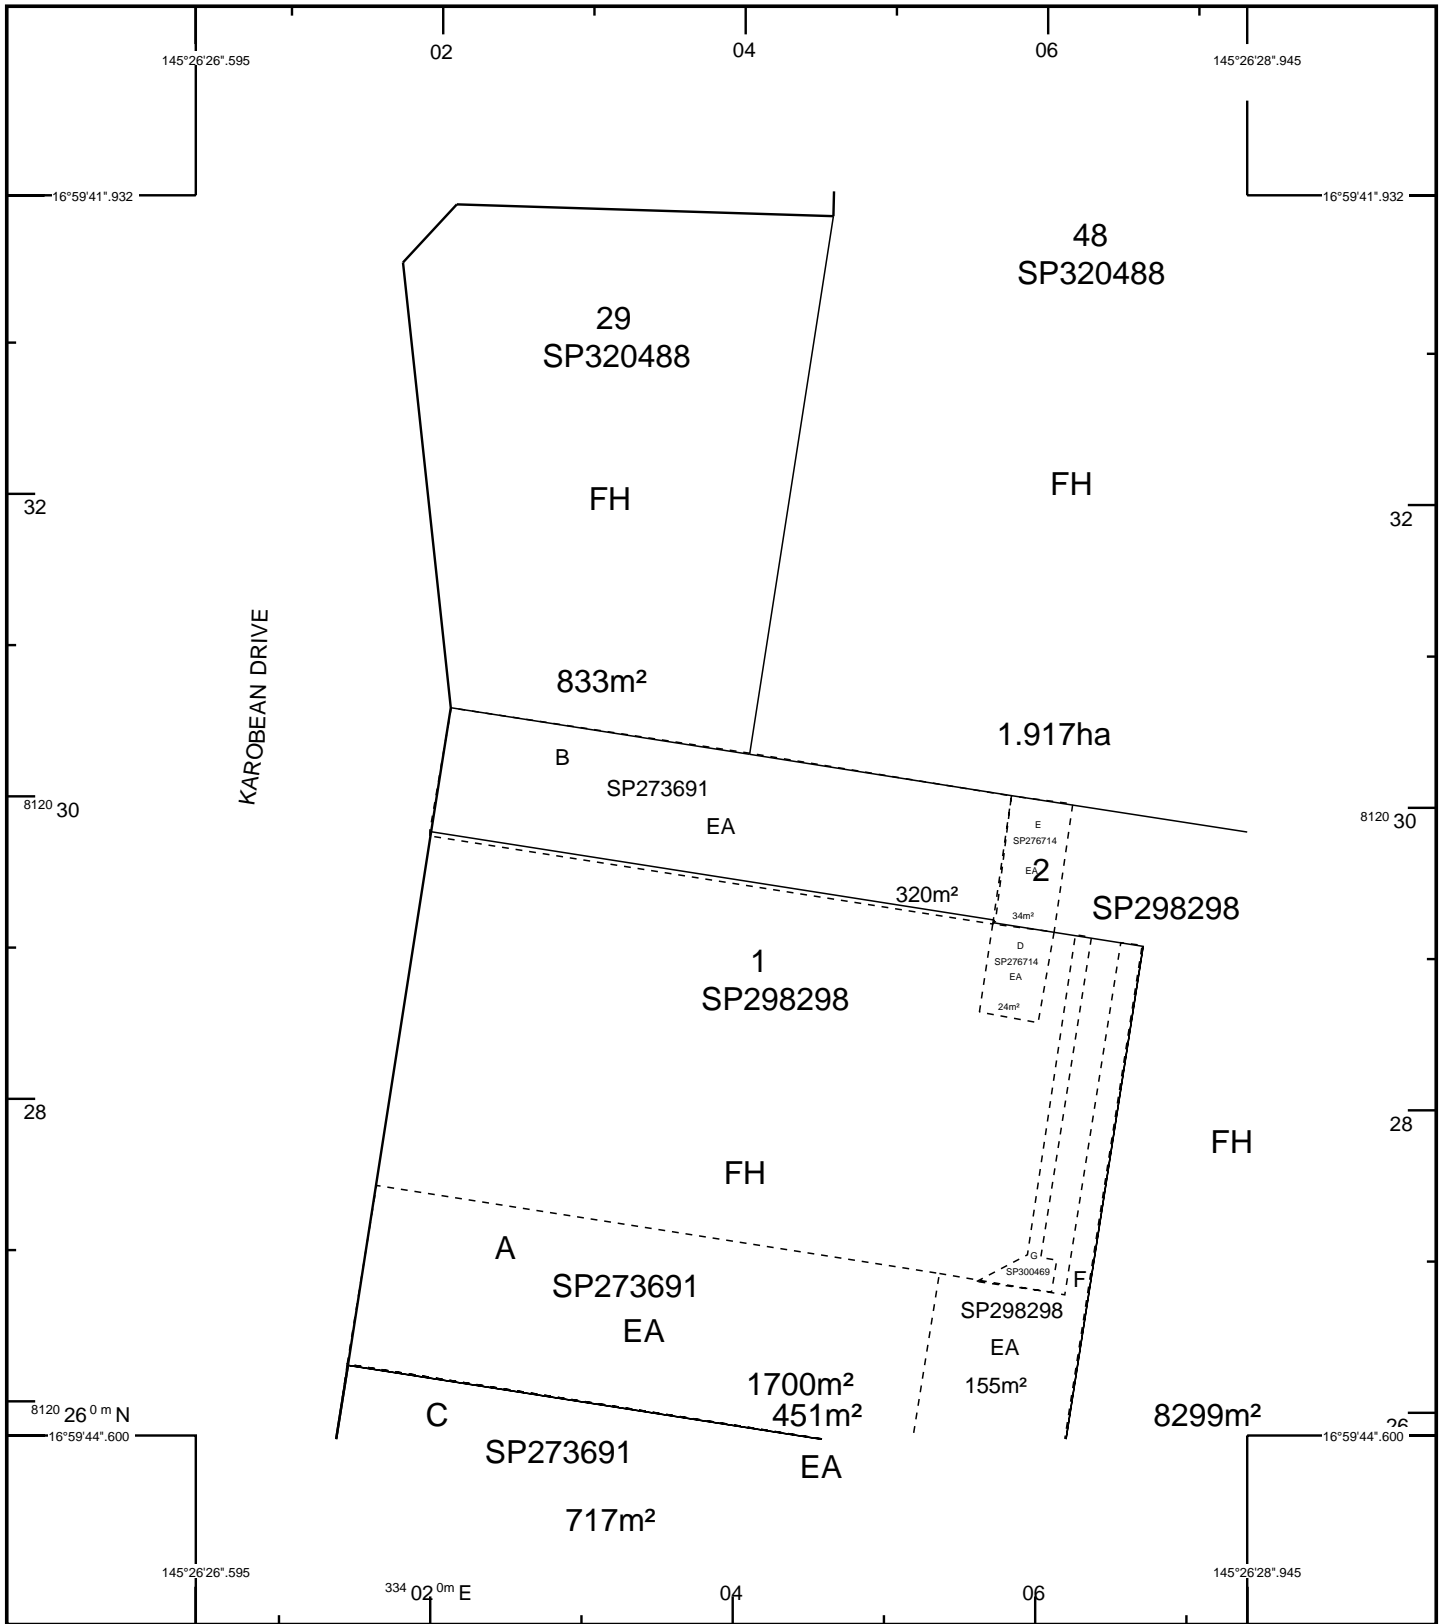 02
04
06
145°26'26".595
145°26'28".945
16°59'41".932
16°59'41".932
48
SP320488
29
SP320488
FH
FH
32
32
KAROBEAN DRIVE
833m²
1.917ha
B
SP273691
EA
8120 30
8120 30
E
SP276714
EA
2
34m²
320m²
SP298298
D
SP276714
EA
24m²
1
SP298298
28
28
FH
FH
A
SP273691
EA
G
SP300469
F
SP298298
EA
155m²
1700m²
451m²
8299m²
C
SP273691
EA
717m²
8120 26 0 m N
26
16°59'44".600
16°59'44".600
145°26'26".595
145°26'28".945
334 02 0m E
04
06